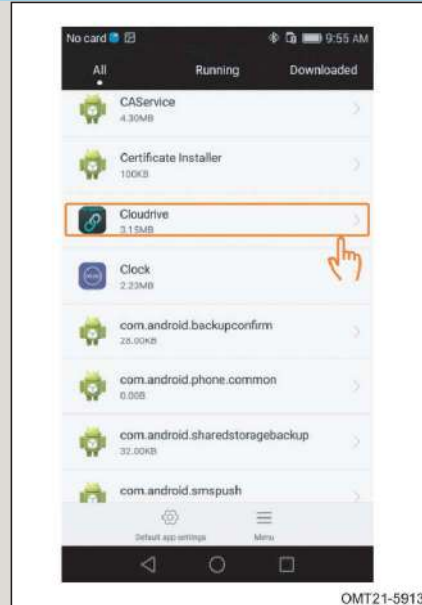 No card 9:55 AM
All Running Downloaded
CAService
4.30MB
Certificate Installer
100KB
Cloudrive
3.15MB
Clock
2.23MB
com.android.backupconfirm
28.00KB
com.android.phone.common
0.00B
com.android.sharedstoragebackup
32.00KB
com.android.smspush
Default app settings Menu
OMT21-5913